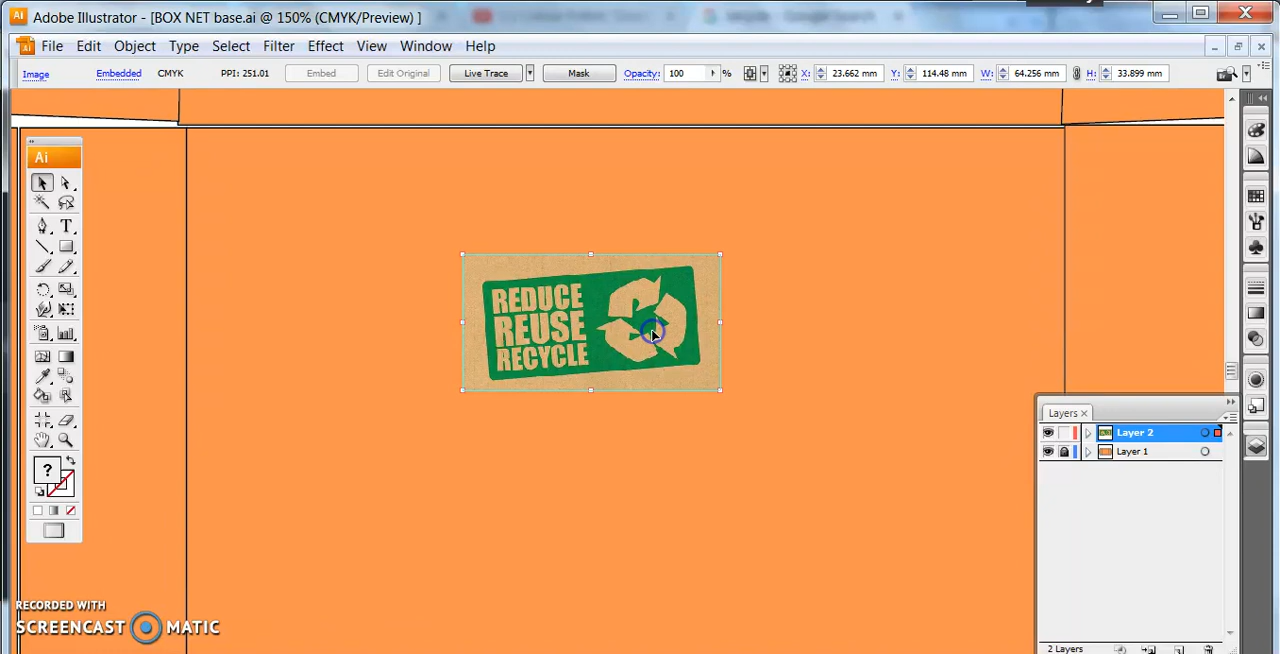 Adobe Illustrator - [BOX NET base.ai @ 150% (CMYK/Preview) ]
File Edit Object Type Select Filter Effect View Window Help
Image Embedded CMYK PPI: 251.01 Embed Edit Original Live Trace Mask Opacity: 100 % X: 23.662 mm Y: 114.48 mm W: 64.256 mm H: 33.899 mm
Ai
T
REDUCE
REUSE
RECYCLE
?
Layers
Layer 2
Layer 1
2 Layers
RECORDED WITH
SCREENCAST MATIC